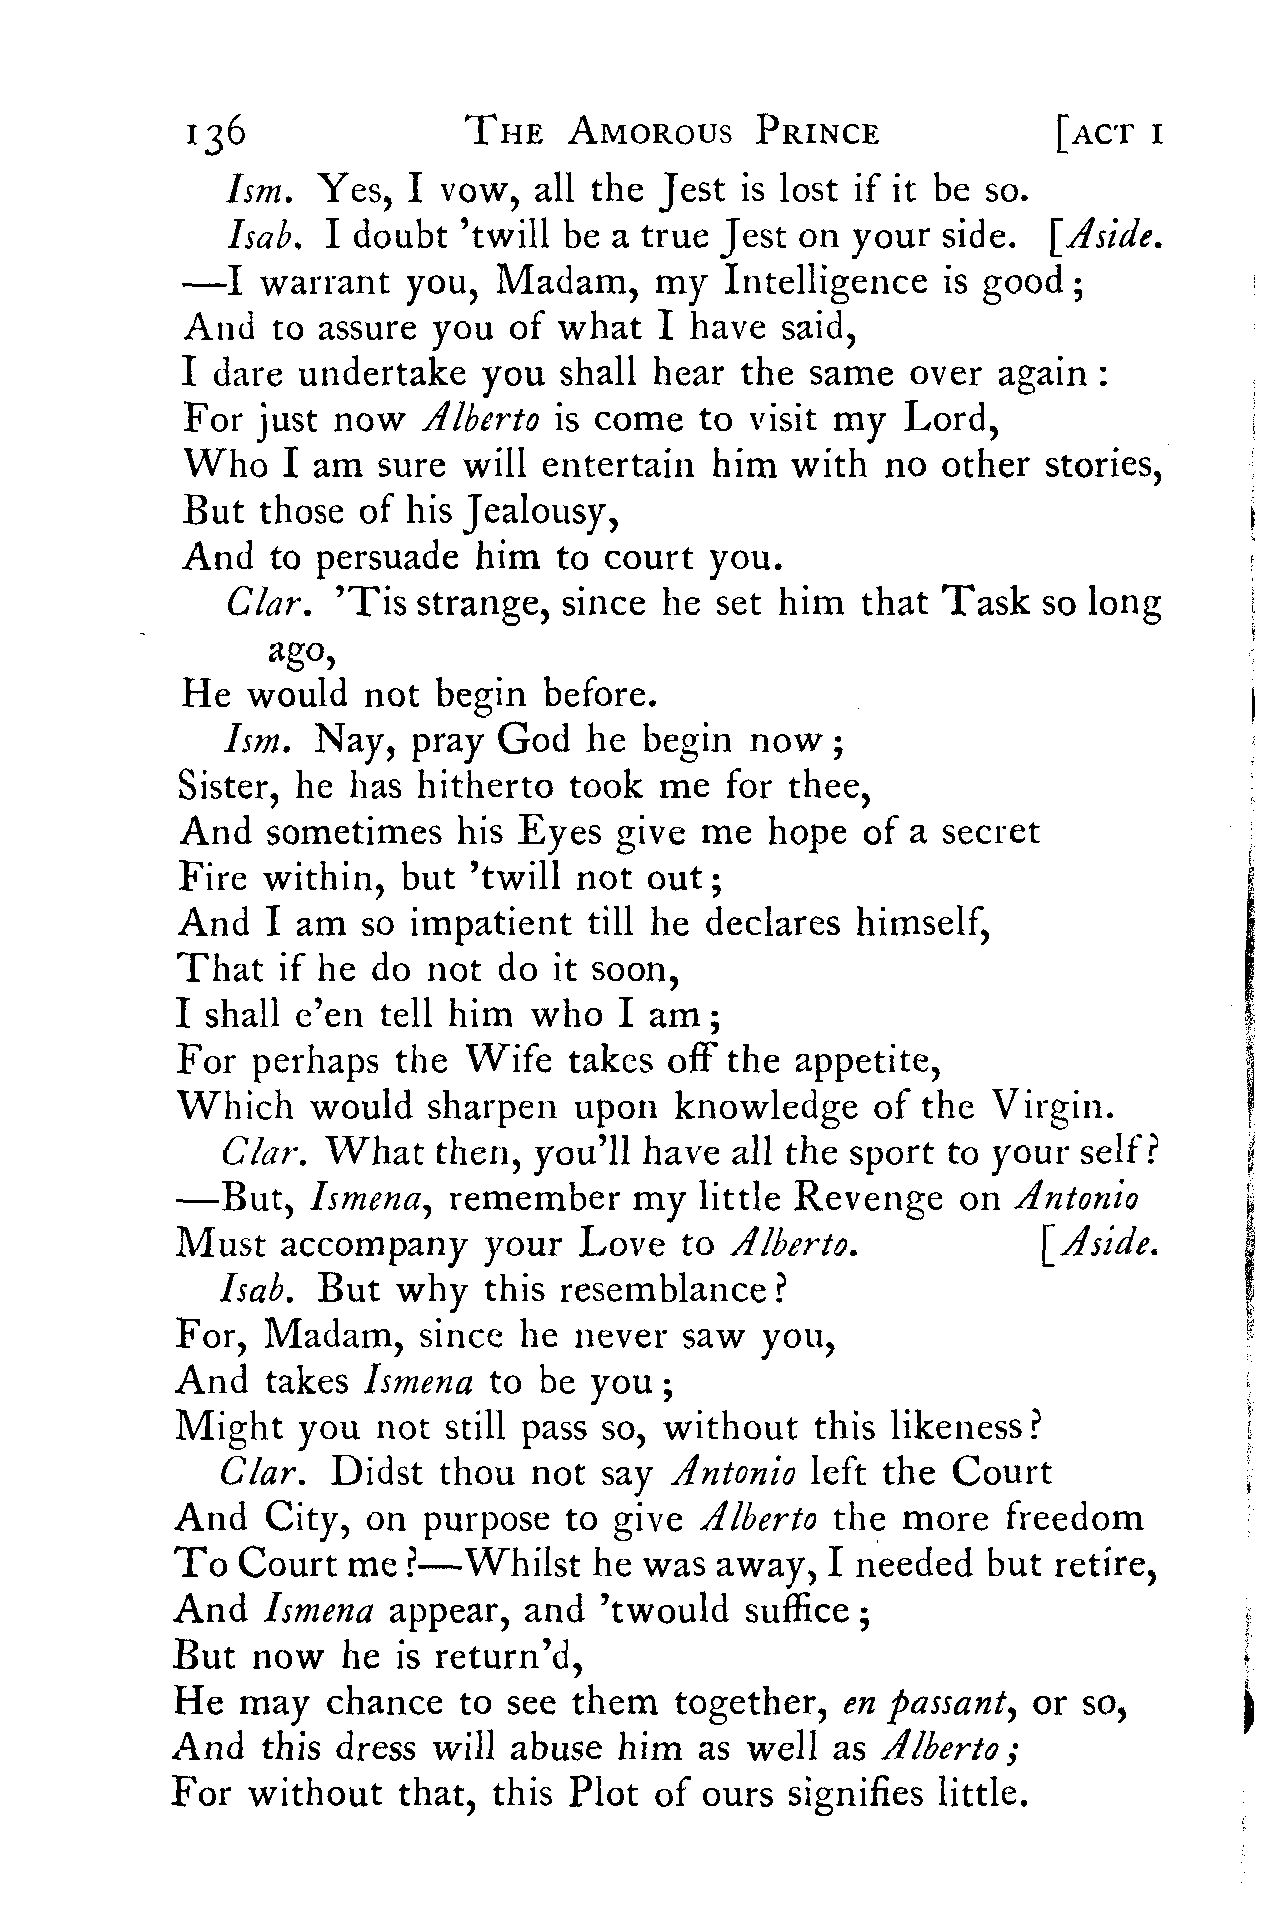 136 THE AMOROUS PRINCE [ACT I
Ism. Yes, I vow, all the Jest is lost if it be so.
Isab. I doubt 'twill be a true Jest on your side. [Aside.
—I warrant you, Madam, my Intelligence is good;
And to assure you of what I have said,
I dare undertake you shall hear the same over again:
For just now Alberto is come to visit my Lord,
Who I am sure will entertain him with no other stories,
But those of his Jealousy,
And to persuade him to court you.
Clar. 'Tis strange, since he set him that Task so long
ago,
He would not begin before.
Ism. Nay, pray God he begin now;
Sister, he has hitherto took me for thee,
And sometimes his Eyes give me hope of a secret
Fire within, but 'twill not out;
And I am so impatient till he declares himself,
That if he do not do it soon,
I shall e'en tell him who I am;
For perhaps the Wife takes off the appetite,
Which would sharpen upon knowledge of the Virgin.
Clar. What then, you'll have all the sport to your self?
—But, Ismena, remember my little Revenge on Antonio
Must accompany your Love to Alberto. [Aside.
Isab. But why this resemblance?
For, Madam, since he never saw you,
And takes Ismena to be you;
Might you not still pass so, without this likeness?
Clar. Didst thou not say Antonio left the Court
And City, on purpose to give Alberto the more freedom
To Court me?—Whilst he was away, I needed but retire,
And Ismena appear, and 'twould suffice;
But now he is return'd,
He may chance to see them together, en passant, or so,
And this dress will abuse him as well as Alberto;
For without that, this Plot of ours signifies little.